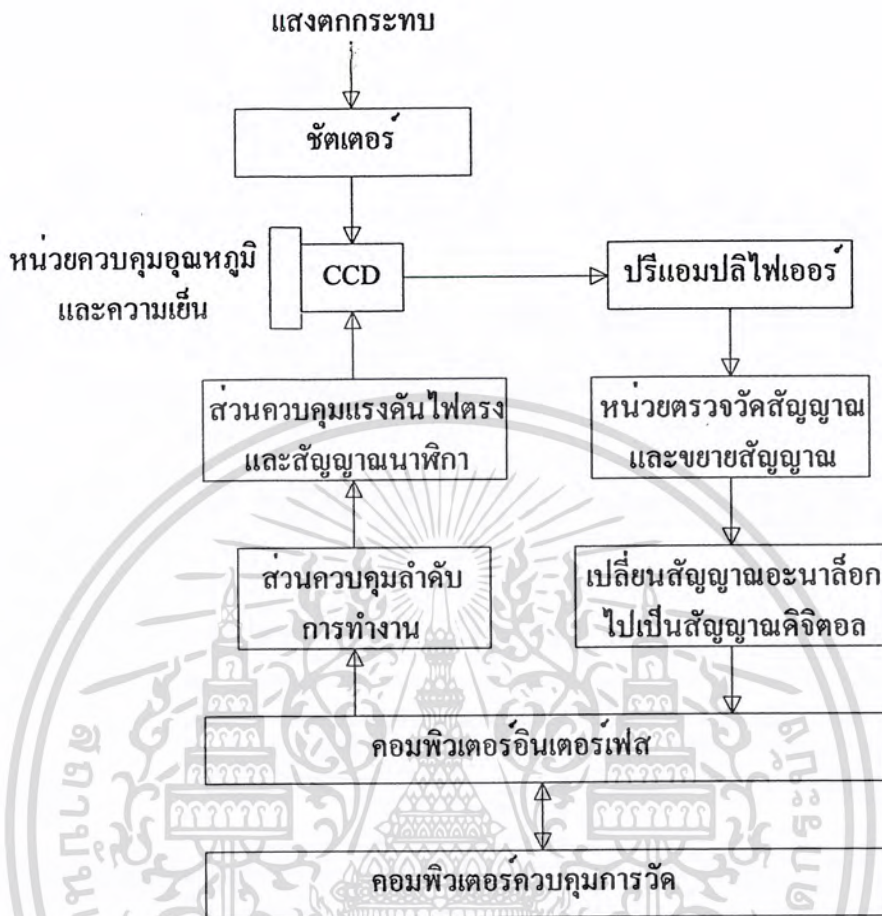 แสงตกกระทบ
ชัตเตอร์
หน่วยควบคุมอุณหภูมิ
และความเย็น
CCD
ปรีแอมปลิไฟเออร์
ส่วนควบคุมแรงดันไฟตรง
และสัญญาณนาฬิกา
หน่วยตรวจวัดสัญญาณ
และขยายสัญญาณ
ส่วนควบคุมลำดับ
การทำงาน
เปลี่ยนสัญญาณอะนาล็อก
ไปเป็นสัญญาณดิจิตอล
คอมพิวเตอร์อินเตอร์เฟส
คอมพิวเตอร์ควบคุมการวัด